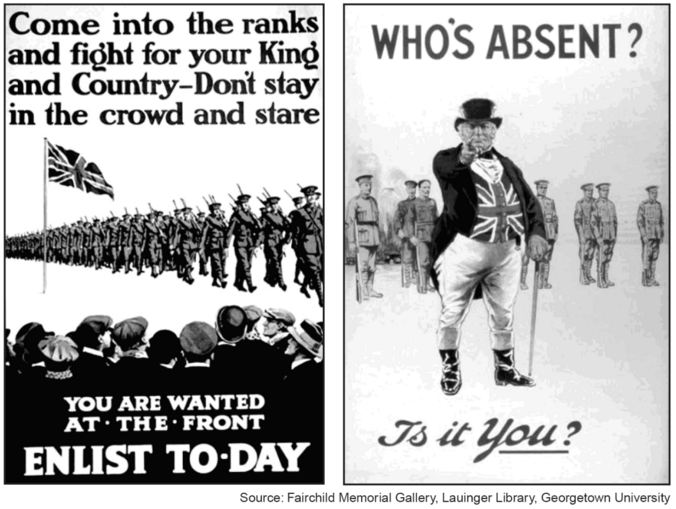 Come into the ranks
and fight for your King
and Country–Don't stay
in the crowd and stare
YOU ARE WANTED
AT·THE·FRONT
ENLIST TO-DAY
WHO'S ABSENT?
Is it You?
Source: Fairchild Memorial Gallery, Lauinger Library, Georgetown University